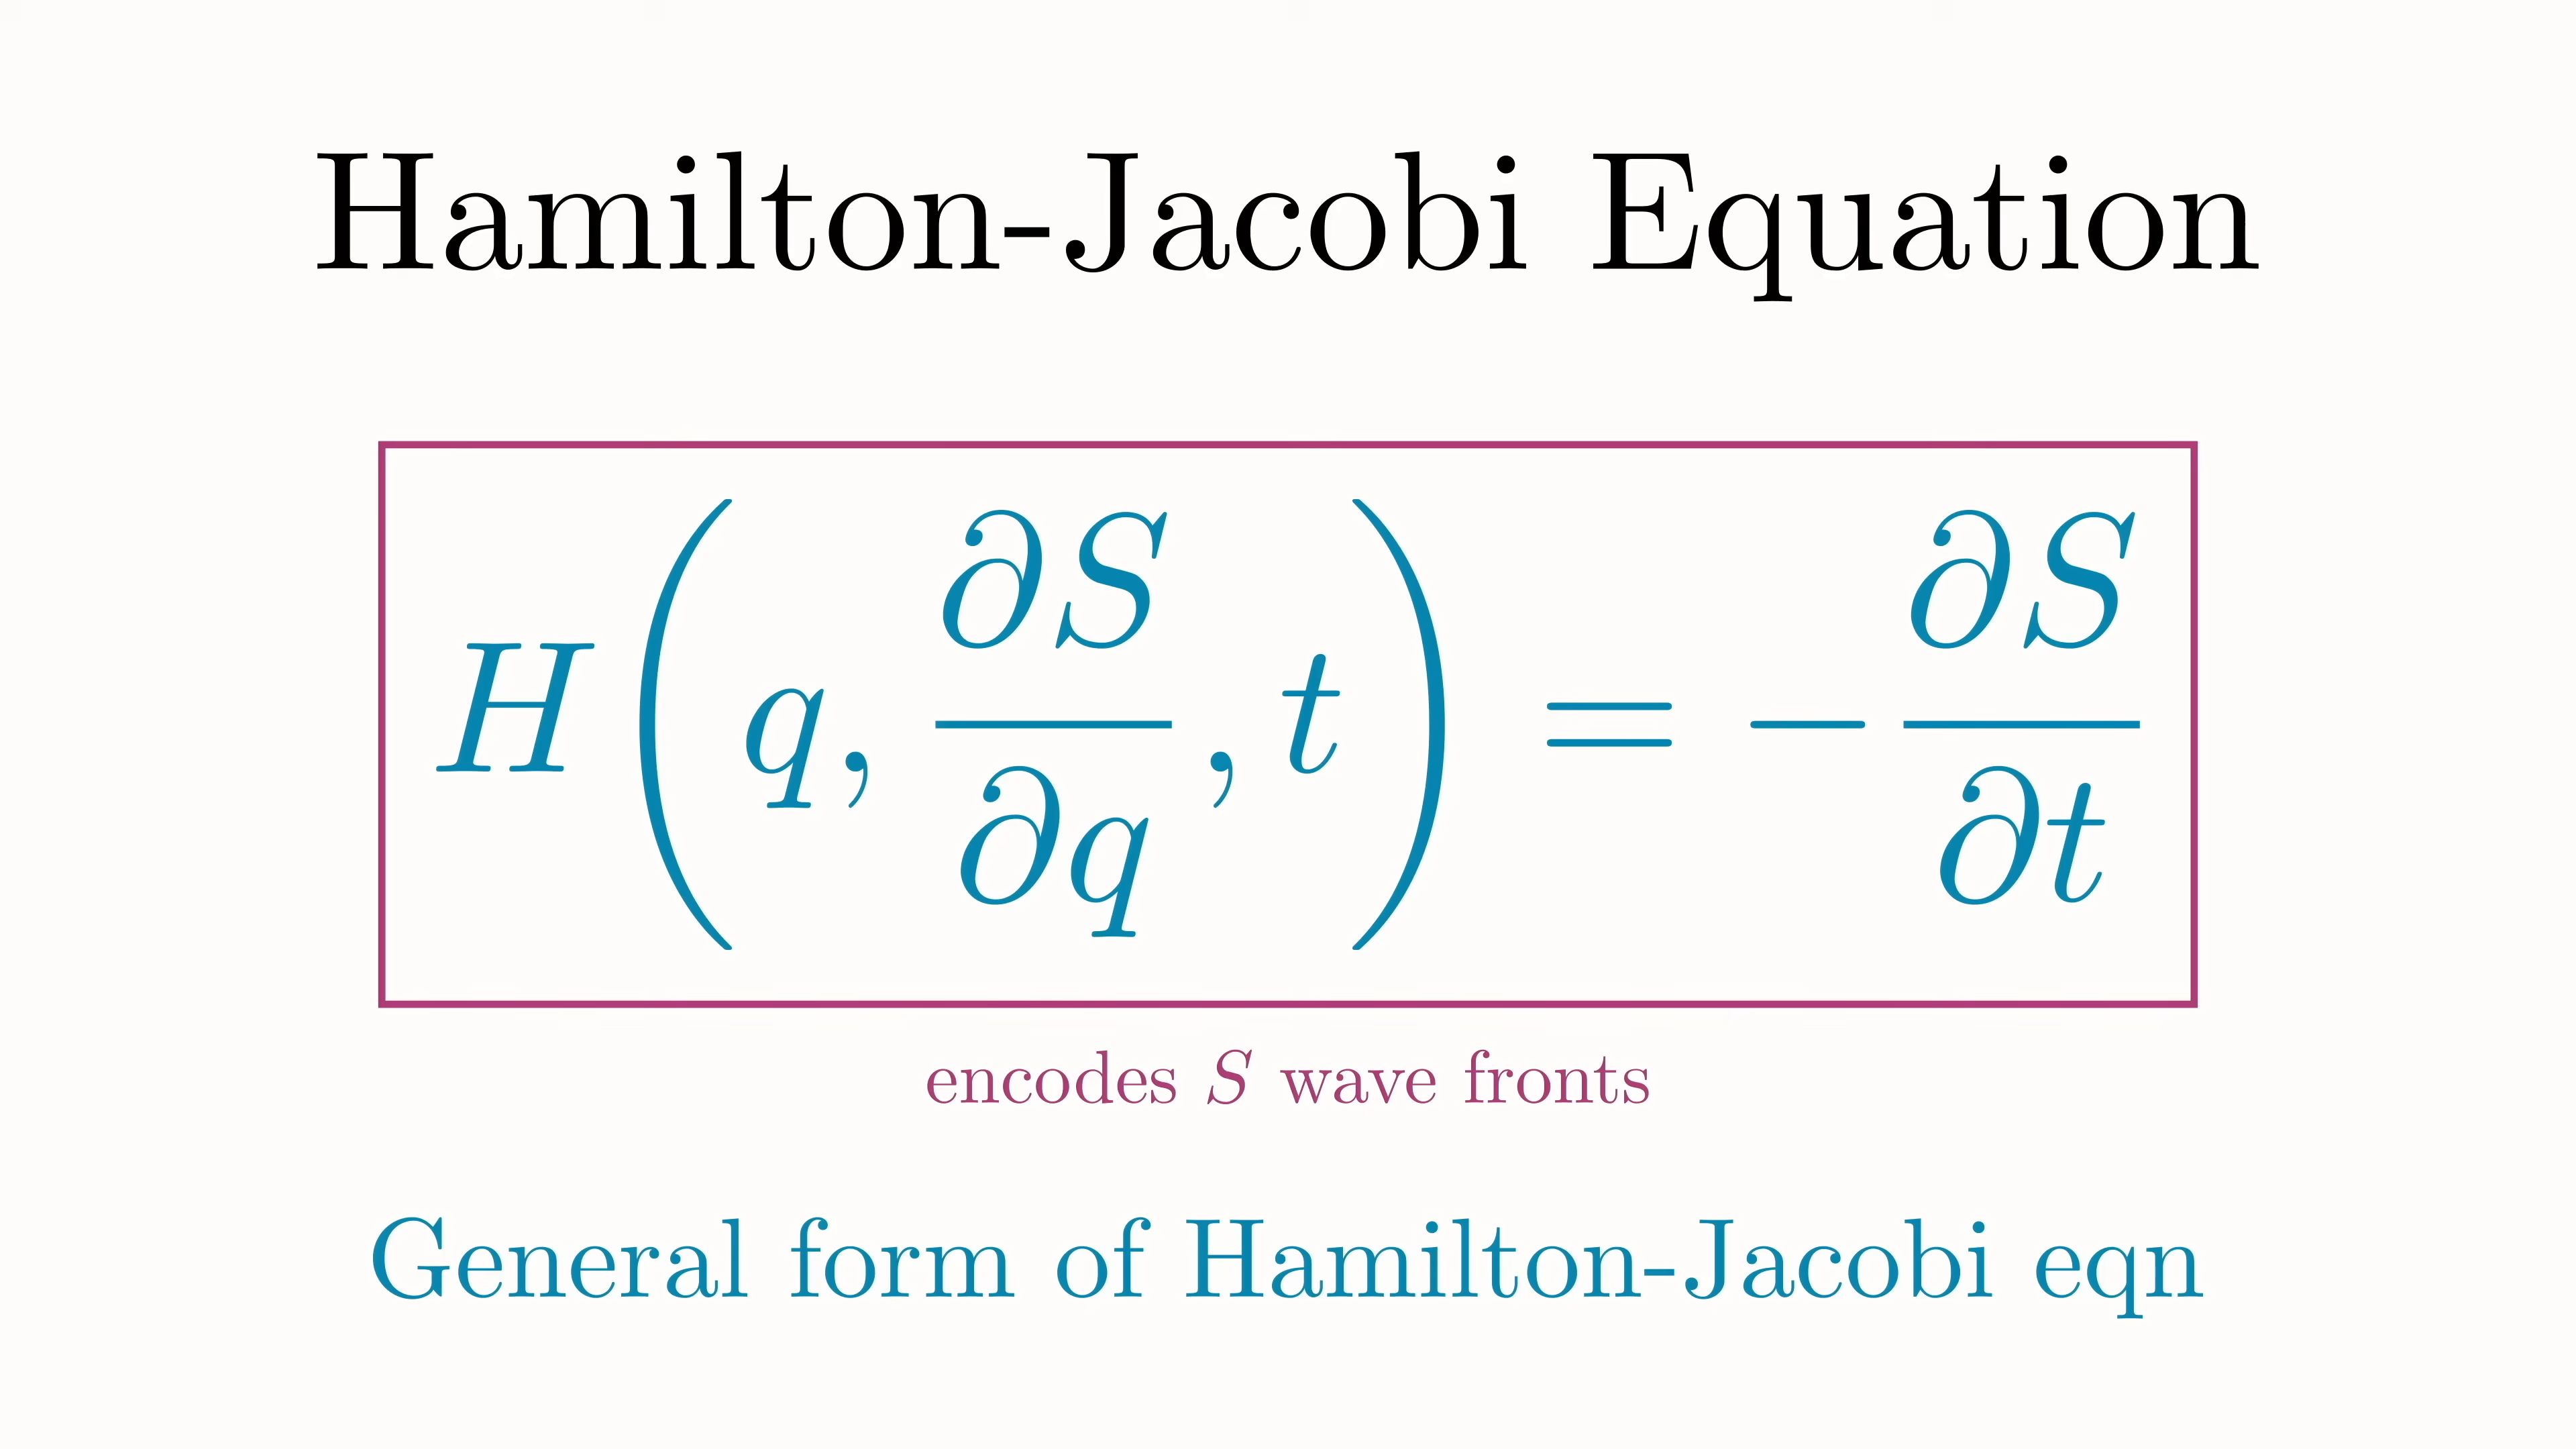 Hamilton-Jacobi Equation
H(q, ∂S/∂q, t) = −∂S/∂t
encodes S wave fronts
General form of Hamilton-Jacobi eqn